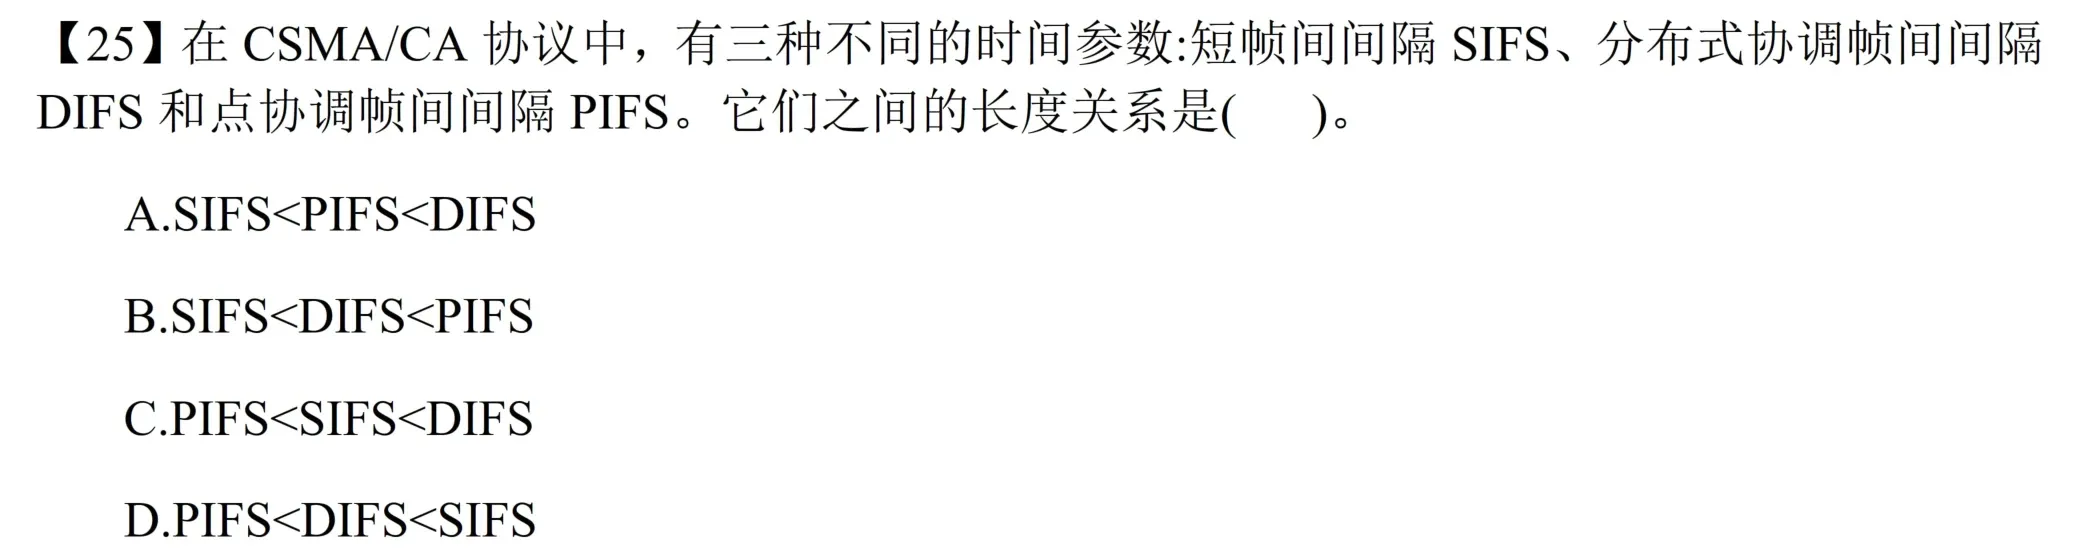 【25】在 CSMA/CA 协议中，有三种不同的时间参数:短帧间间隔 SIFS、分布式协调帧间间隔
DIFS 和点协调帧间间隔 PIFS。它们之间的长度关系是(    )。
A.SIFS<PIFS<DIFS
B.SIFS<DIFS<PIFS
C.PIFS<SIFS<DIFS
D.PIFS<DIFS<SIFS